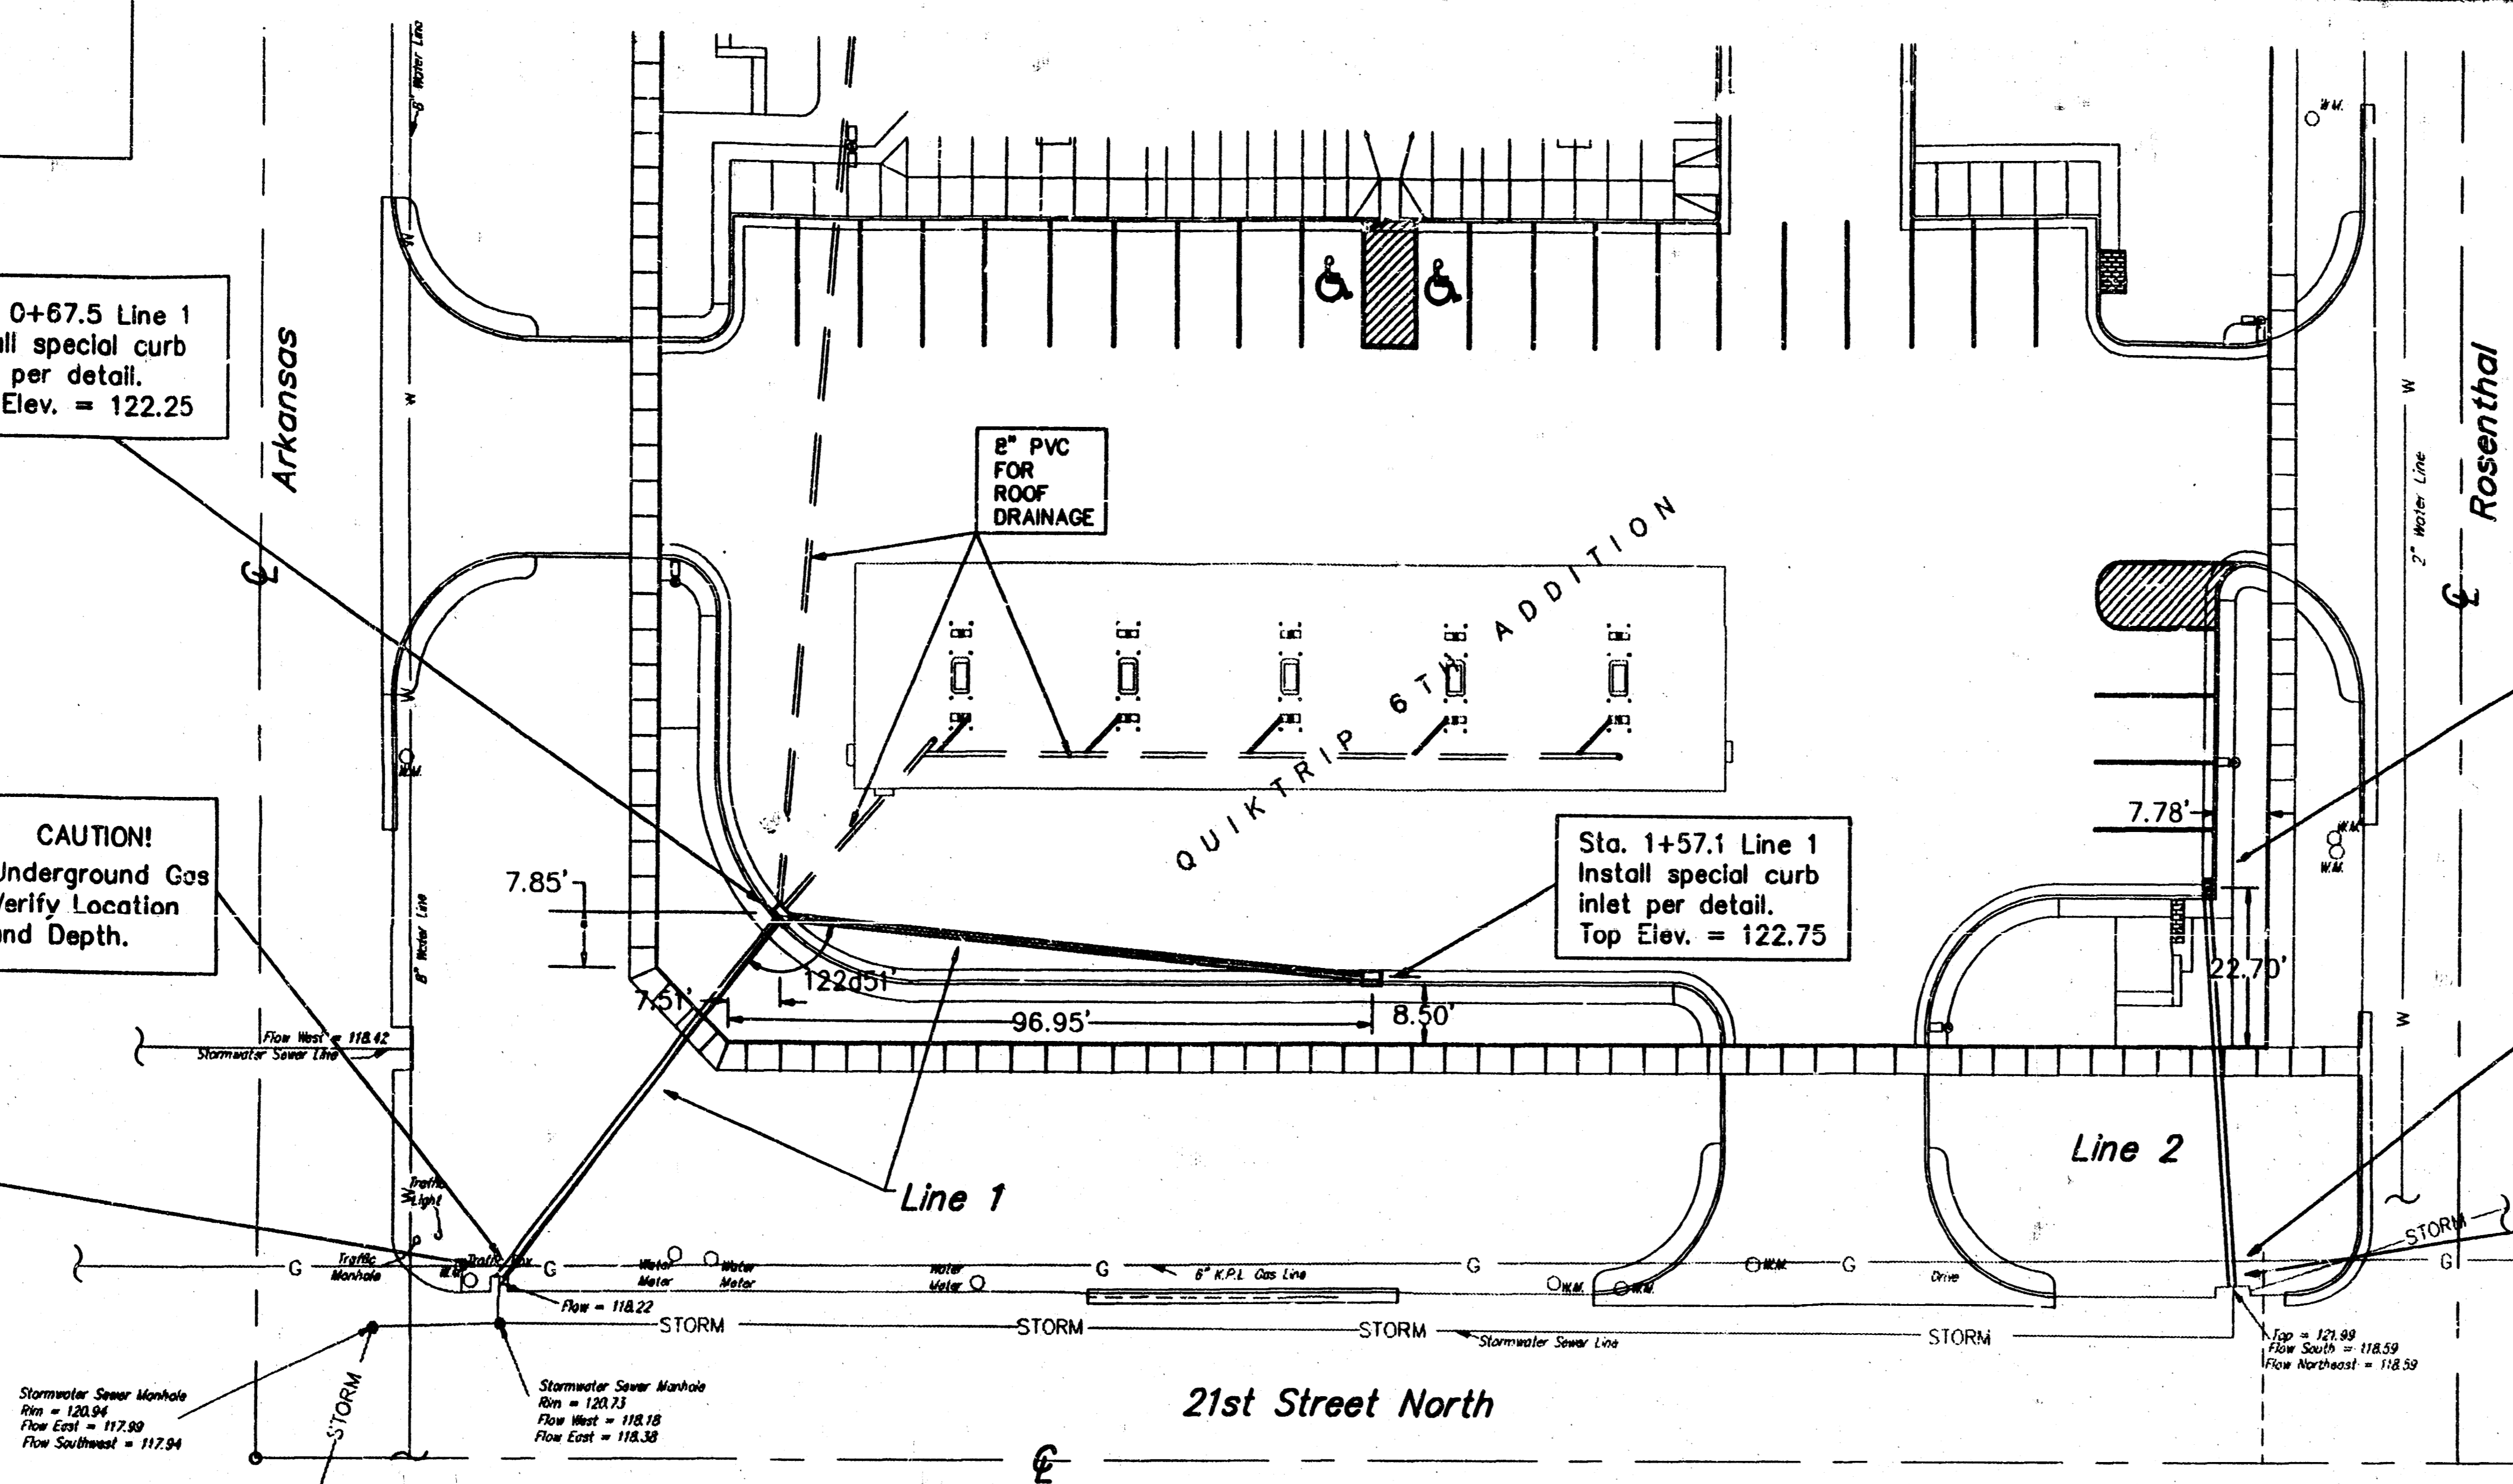 8" Water Line
W.M.
0+67.5 Line 1
all special curb
per detail.
Elev. = 122.25
Arkansas
Rosenthal
2" Water Line
W
W
W
W
W
W
W
8" PVC
FOR
ROOF
DRAINAGE
QUIKTRIP 6TH ADDITION
CAUTION!
Underground Gas
Verify Location
and Depth.
W.M.
8" Water Line
7.85'
122d51'
7.51'
96.95'
8.50'
Sta. 1+57.1 Line 1
Install special curb
inlet per detail.
Top Elev. = 122.75
7.78'
W.M.
W.M.
22.70'
Flow West = 118.42
Stormwater Sewer Line
Traffic
Light
Line 1
Line 2
Traffic
Manhole
W.M.
Traffic Box
G
G
G
G
G
G
Water
Meter
Water
Meter
Water
Meter
6" K.P.L Gas Line
W.M.
W.M.
W.M.
Drive
STORM
Flow = 118.22
STORM
STORM
STORM
STORM
Stormwater Sewer Line
Top = 121.99
Flow South = 118.59
Flow Northeast = 118.59
Stormwater Sewer Manhole
Rim = 120.94
Flow East = 117.99
Flow Southwest = 117.94
STORM
Stormwater Sewer Manhole
Rim = 120.73
Flow West = 118.18
Flow East = 118.38
21st Street North